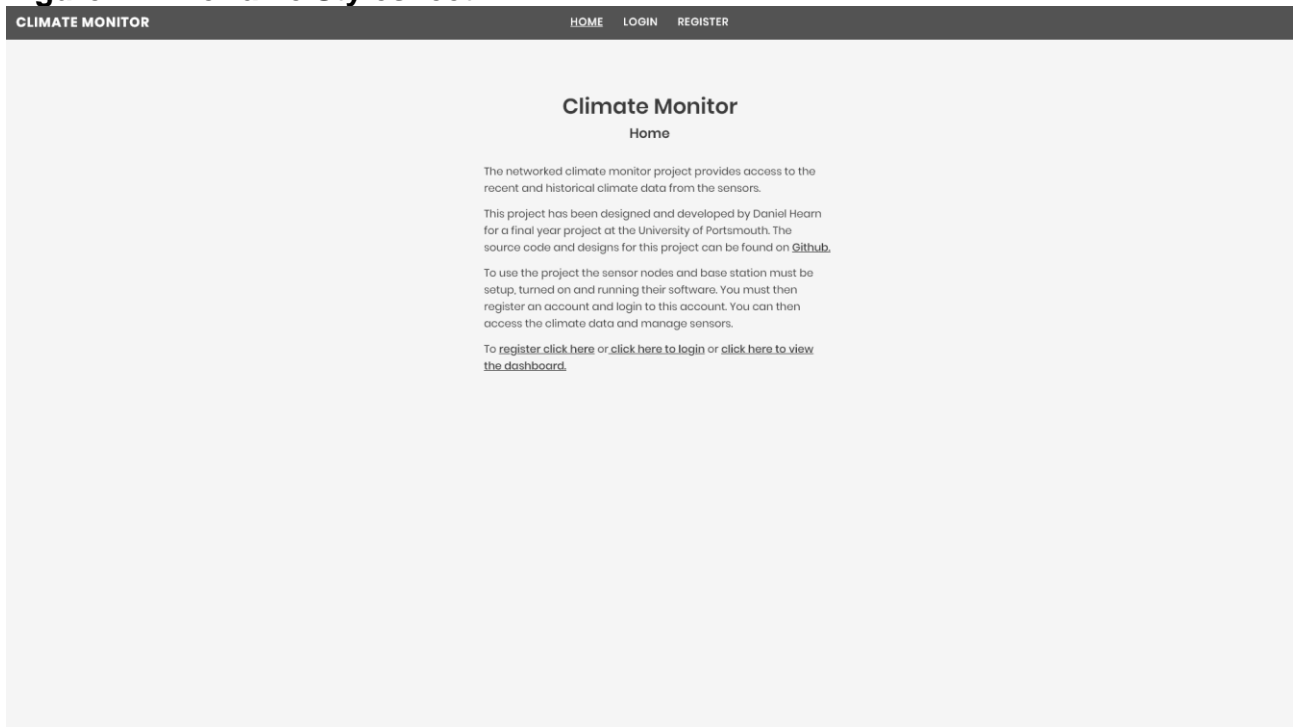 CLIMATE MONITOR
HOME LOGIN REGISTER
Climate Monitor
Home
The networked climate monitor project provides access to the
recent and historical climate data from the sensors.
This project has been designed and developed by Daniel Hearn
for a final year project at the University of Portsmouth. The
source code and designs for this project can be found on Github.
To use the project the sensor nodes and base station must be
setup, turned on and running their software. You must then
register an account and login to this account. You can then
access the climate data and manage sensors.
To register click here or click here to login or click here to view
the dashboard.